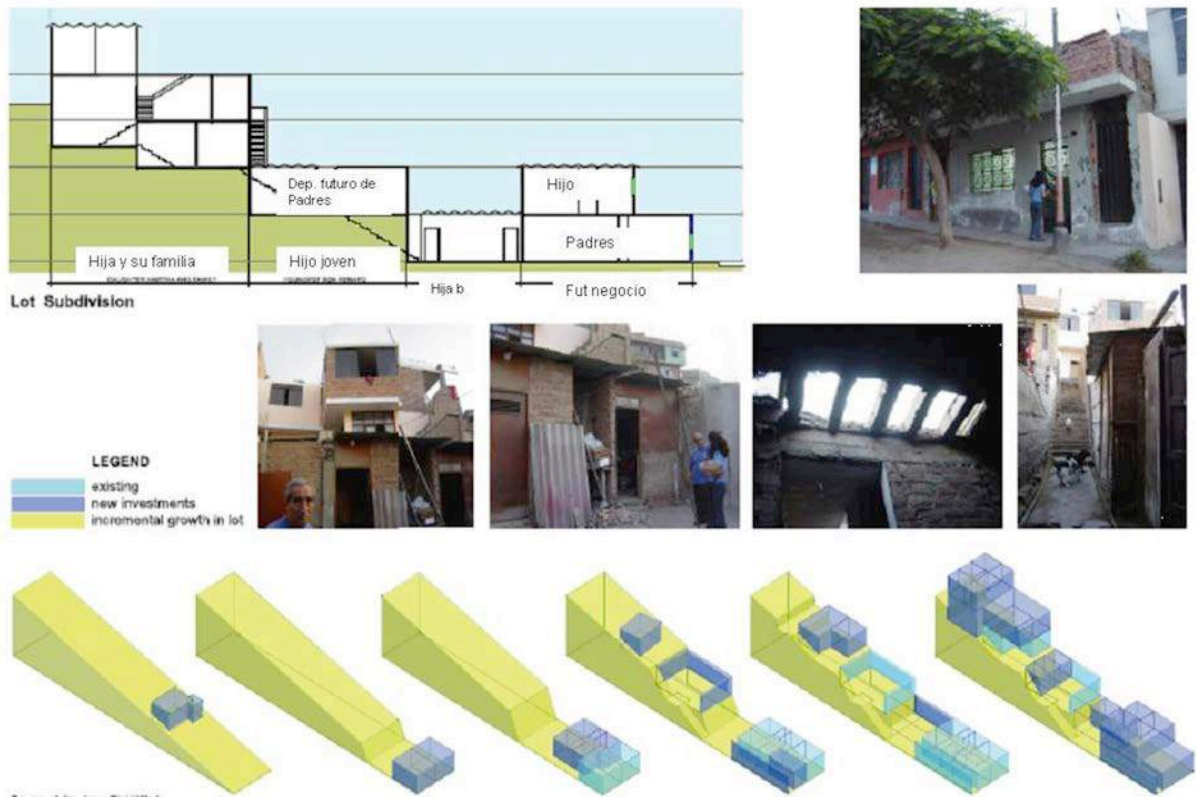 Dep. futuro de
Padres
Hijo
Padres
Hija y su familia
Hijo joven
Hija b
Fut negocio
Lot Subdivision
LEGEND
existing
new investments
incremental growth in lot